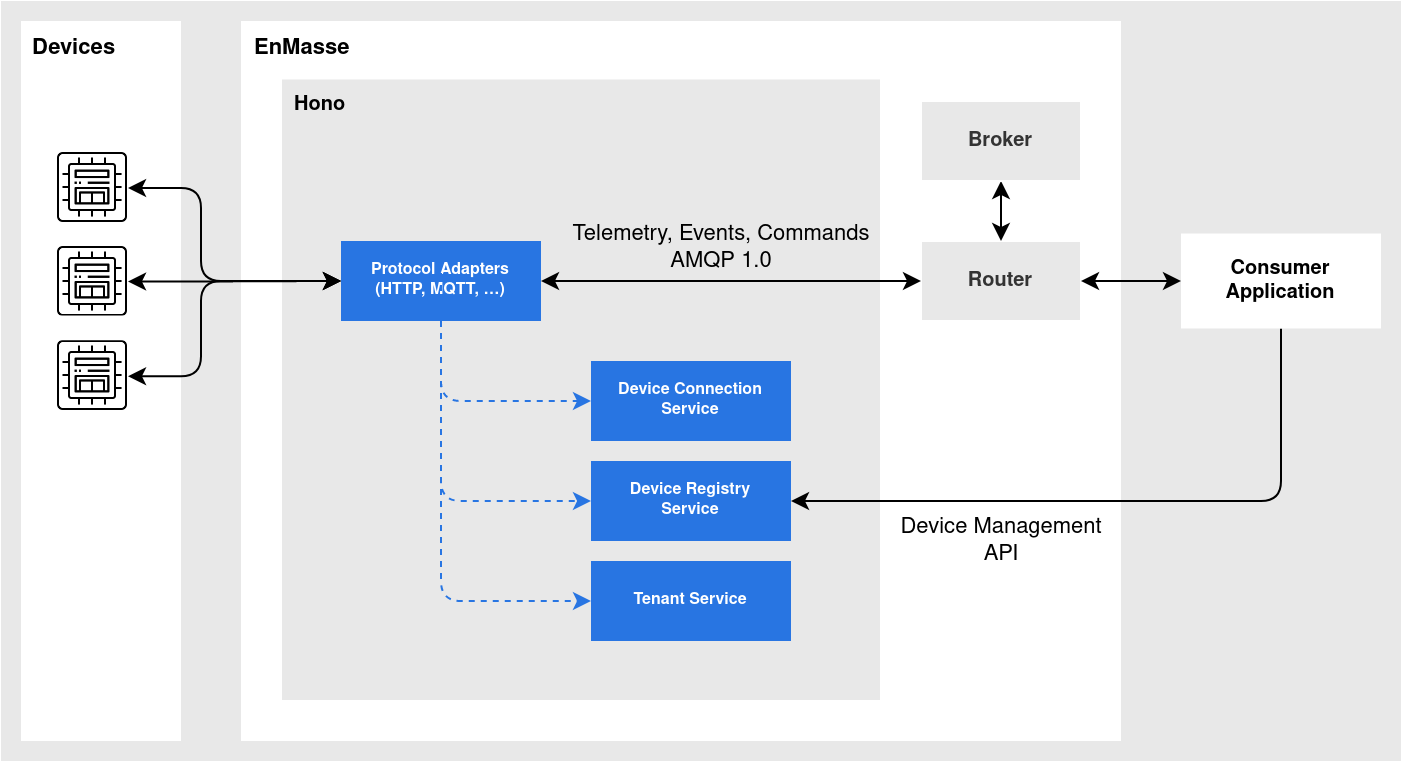 Devices
EnMasse
Hono
Broker
Telemetry, Events, Commands
AMQP 1.0
Protocol Adapters
(HTTP, MQTT, ...)
Router
Consumer
Application
Device Connection
Service
Device Registry
Service
Device Management
API
Tenant Service